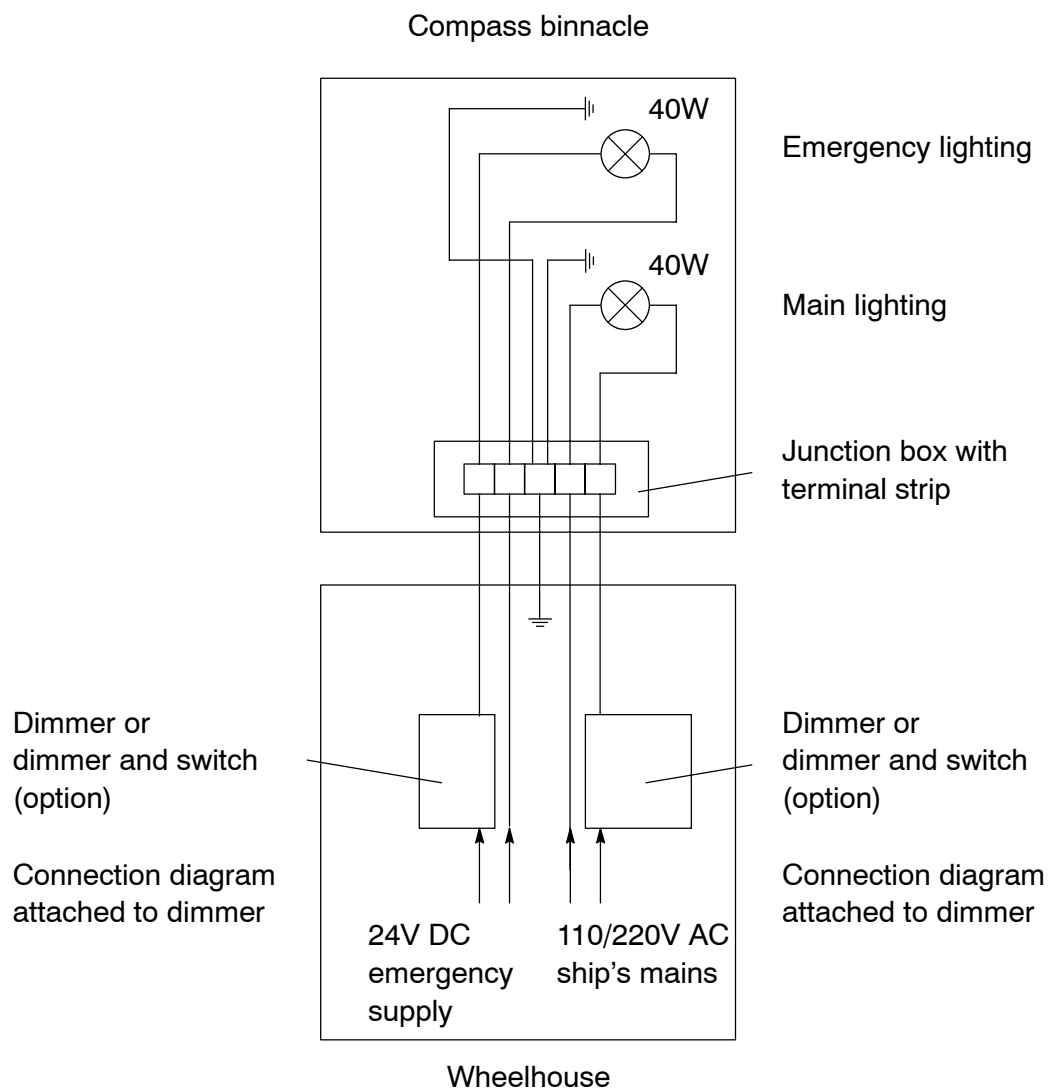 Compass binnacle
40W
Emergency lighting
40W
Main lighting
Junction box with
terminal strip
Dimmer or
dimmer and switch
(option)
Connection diagram
attached to dimmer
Dimmer or
dimmer and switch
(option)
Connection diagram
attached to dimmer
24V DC
emergency
supply
110/220V AC
ship’s mains
Wheelhouse